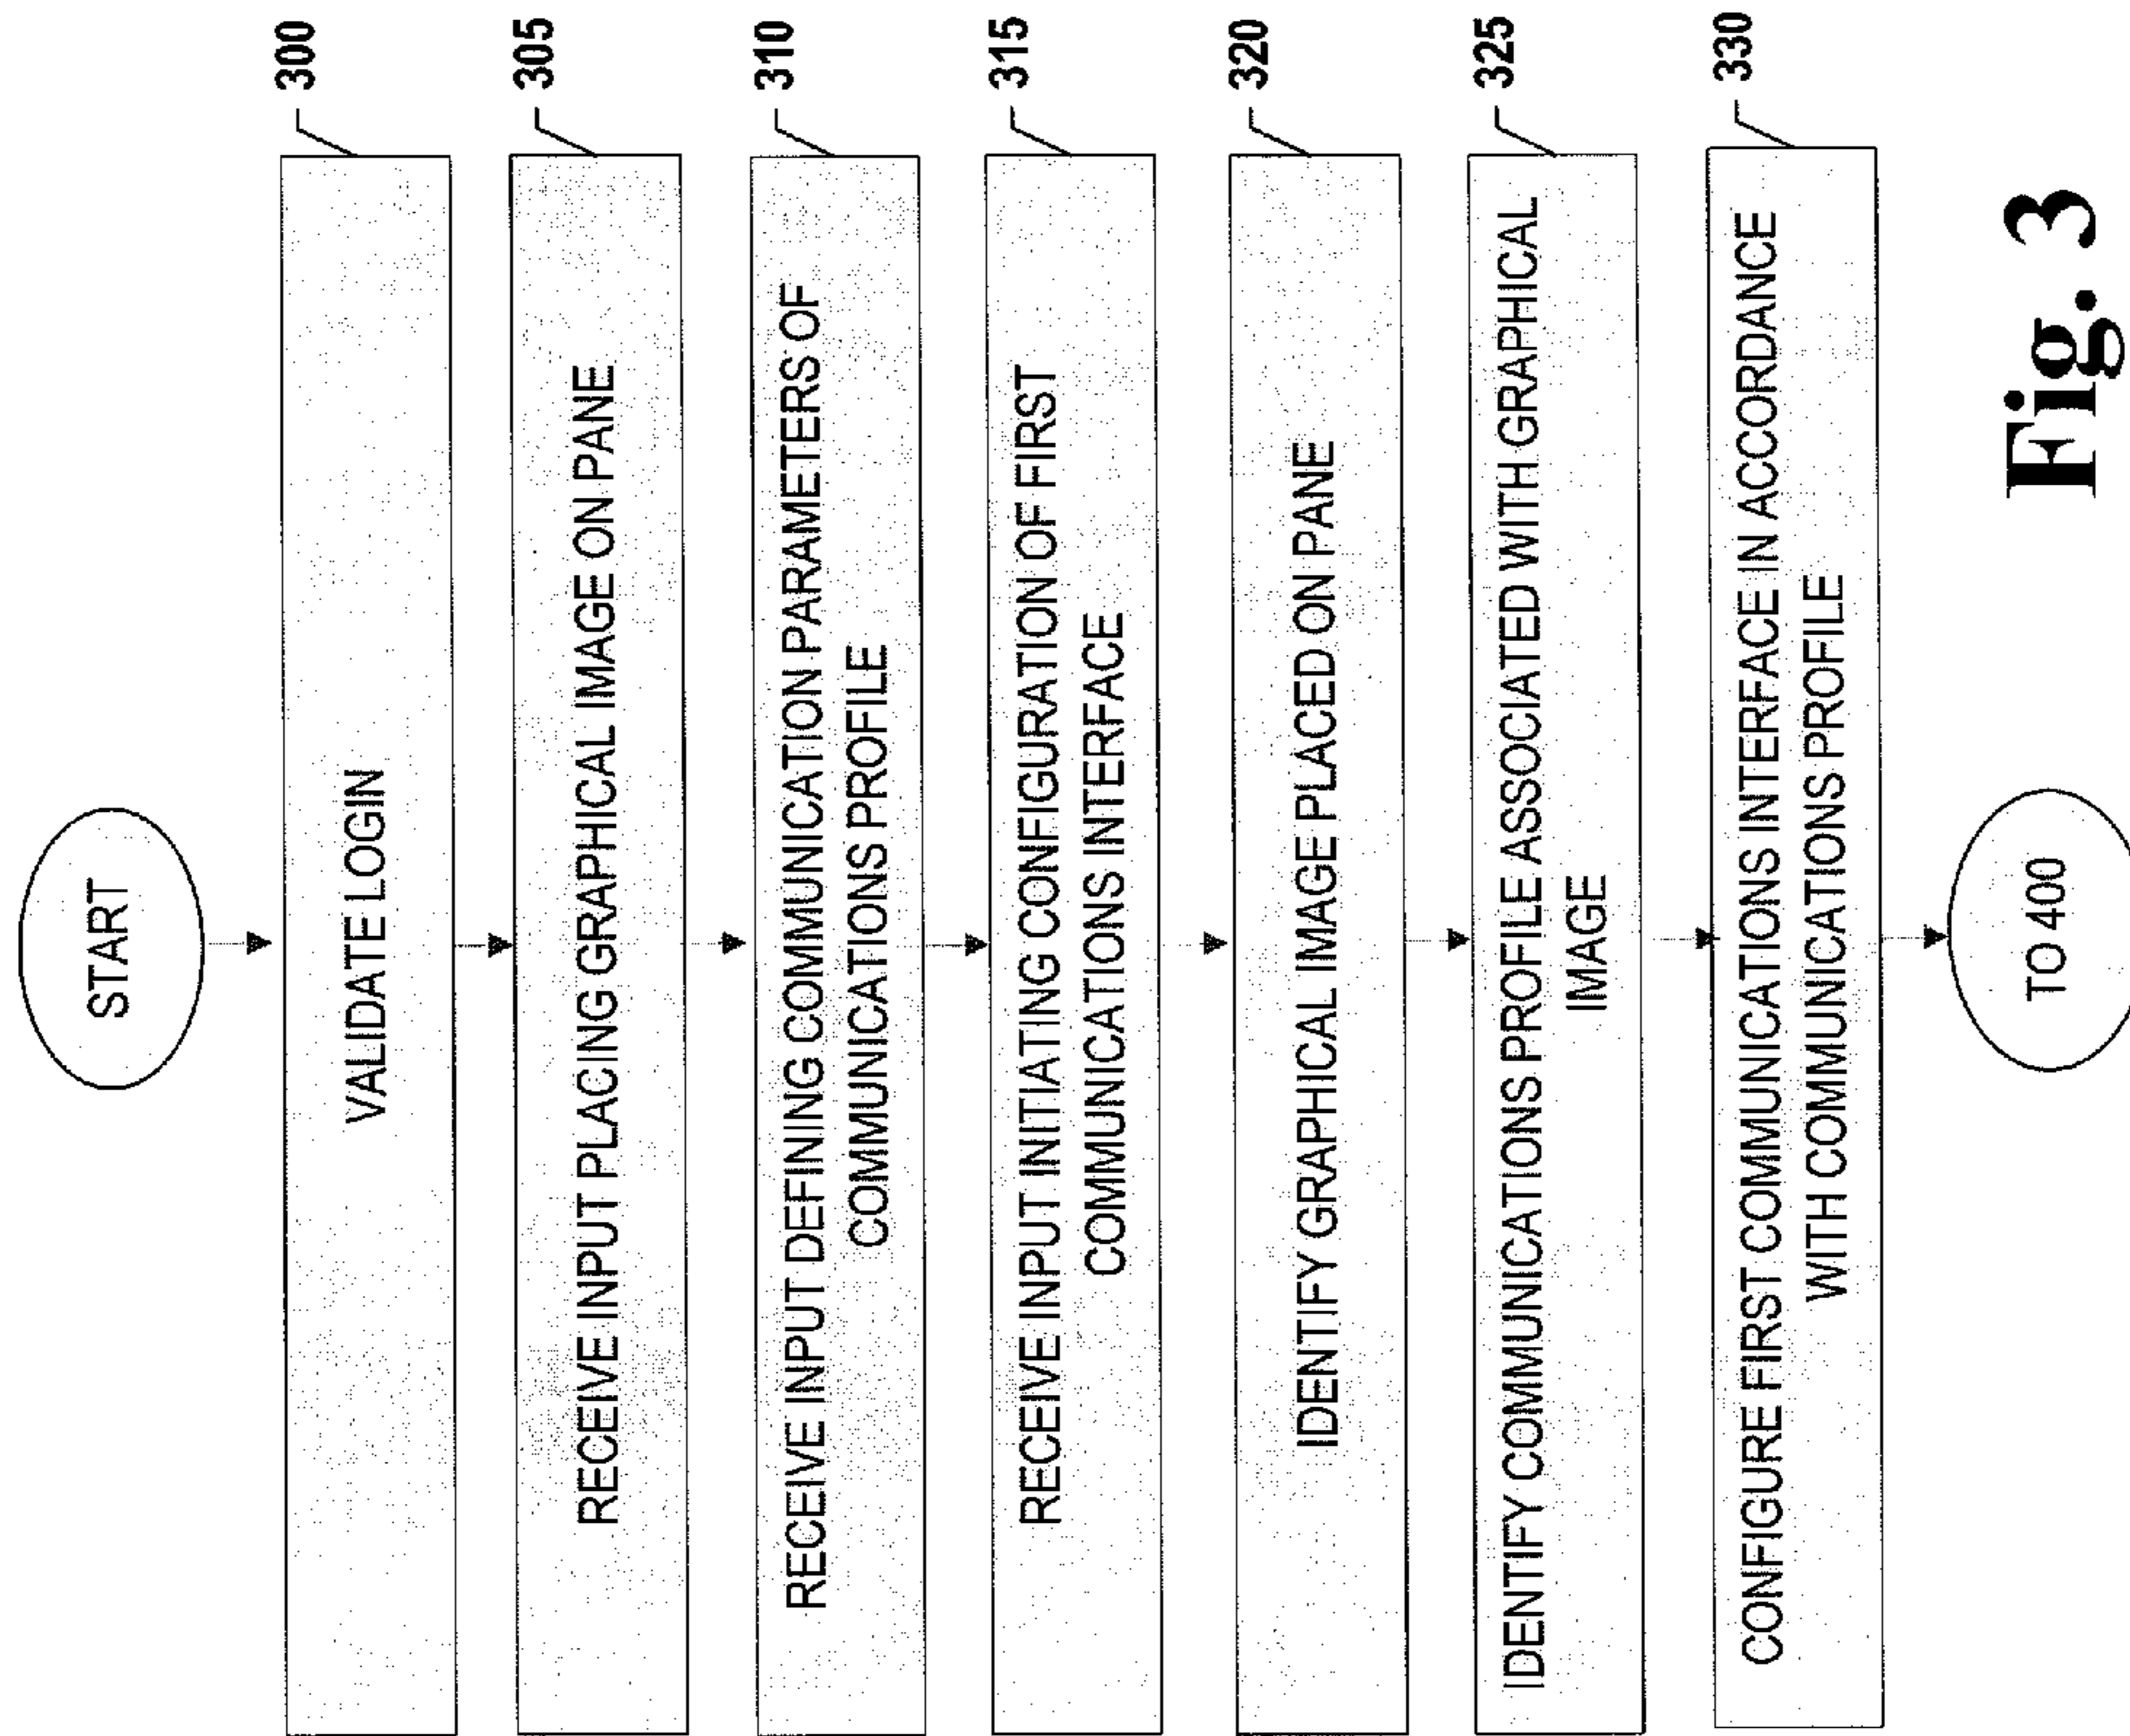 START
300
VALIDATE LOGIN
305
RECEIVE INPUT PLACING GRAPHICAL IMAGE ON PANE
310
RECEIVE INPUT DEFINING COMMUNICATION PARAMETERS OF
COMMUNICATIONS PROFILE
315
RECEIVE INPUT INITIATING CONFIGURATION OF FIRST
COMMUNICATIONS INTERFACE
320
IDENTIFY GRAPHICAL IMAGE PLACED ON PANE
325
IDENTIFY COMMUNICATIONS PROFILE ASSOCIATED WITH GRAPHICAL
IMAGE
330
CONFIGURE FIRST COMMUNICATIONS INTERFACE IN ACCORDANCE
WITH COMMUNICATIONS PROFILE
TO 400
Fig. 3